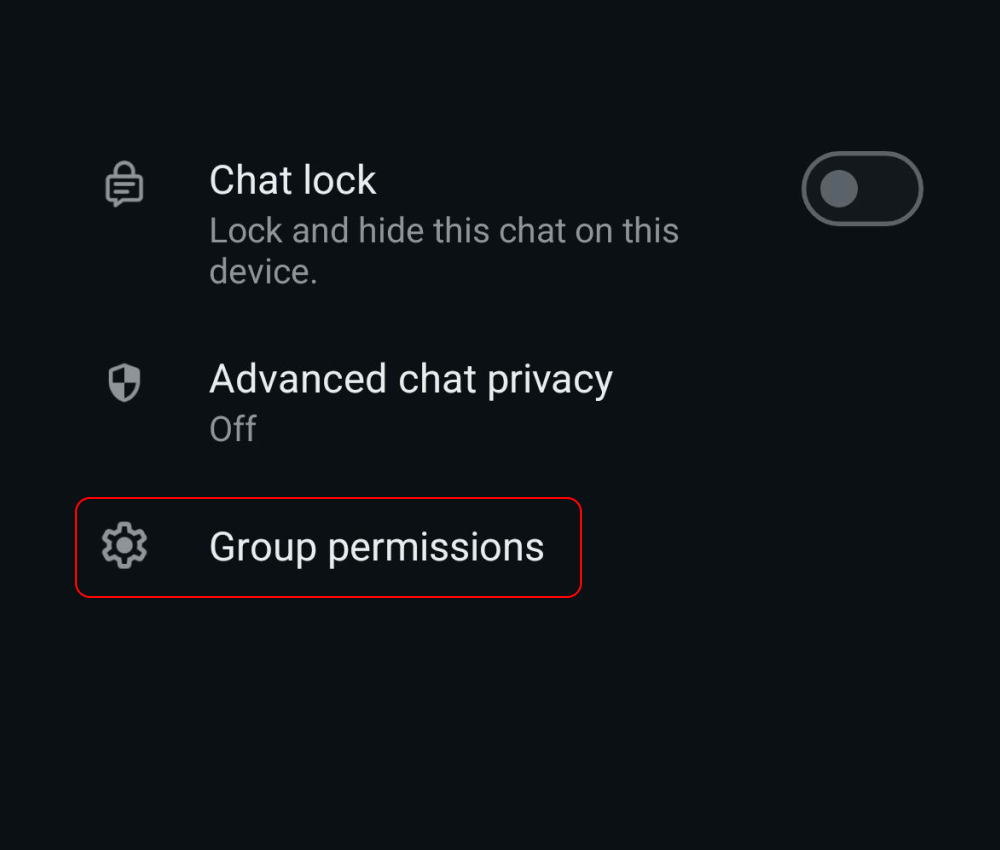 Chat lock
Lock and hide this chat on this
device.
Advanced chat privacy
Off
Group permissions